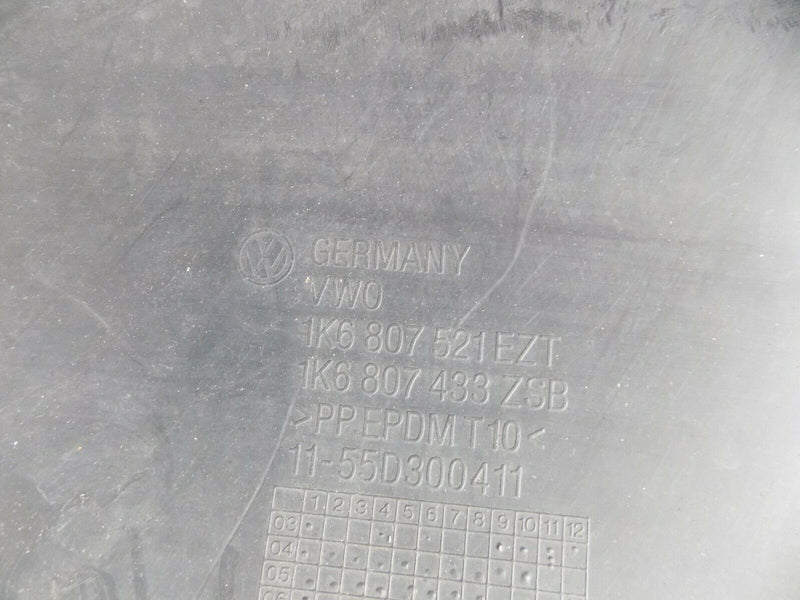 GERMANY
VWO
1K6 807 521 EZT
1K6 807 433 ZSB
>PP EPDM T10<
11-55D300411
1 2 3 4 5 6 7 8 9 10 11 12
03
04
05
06